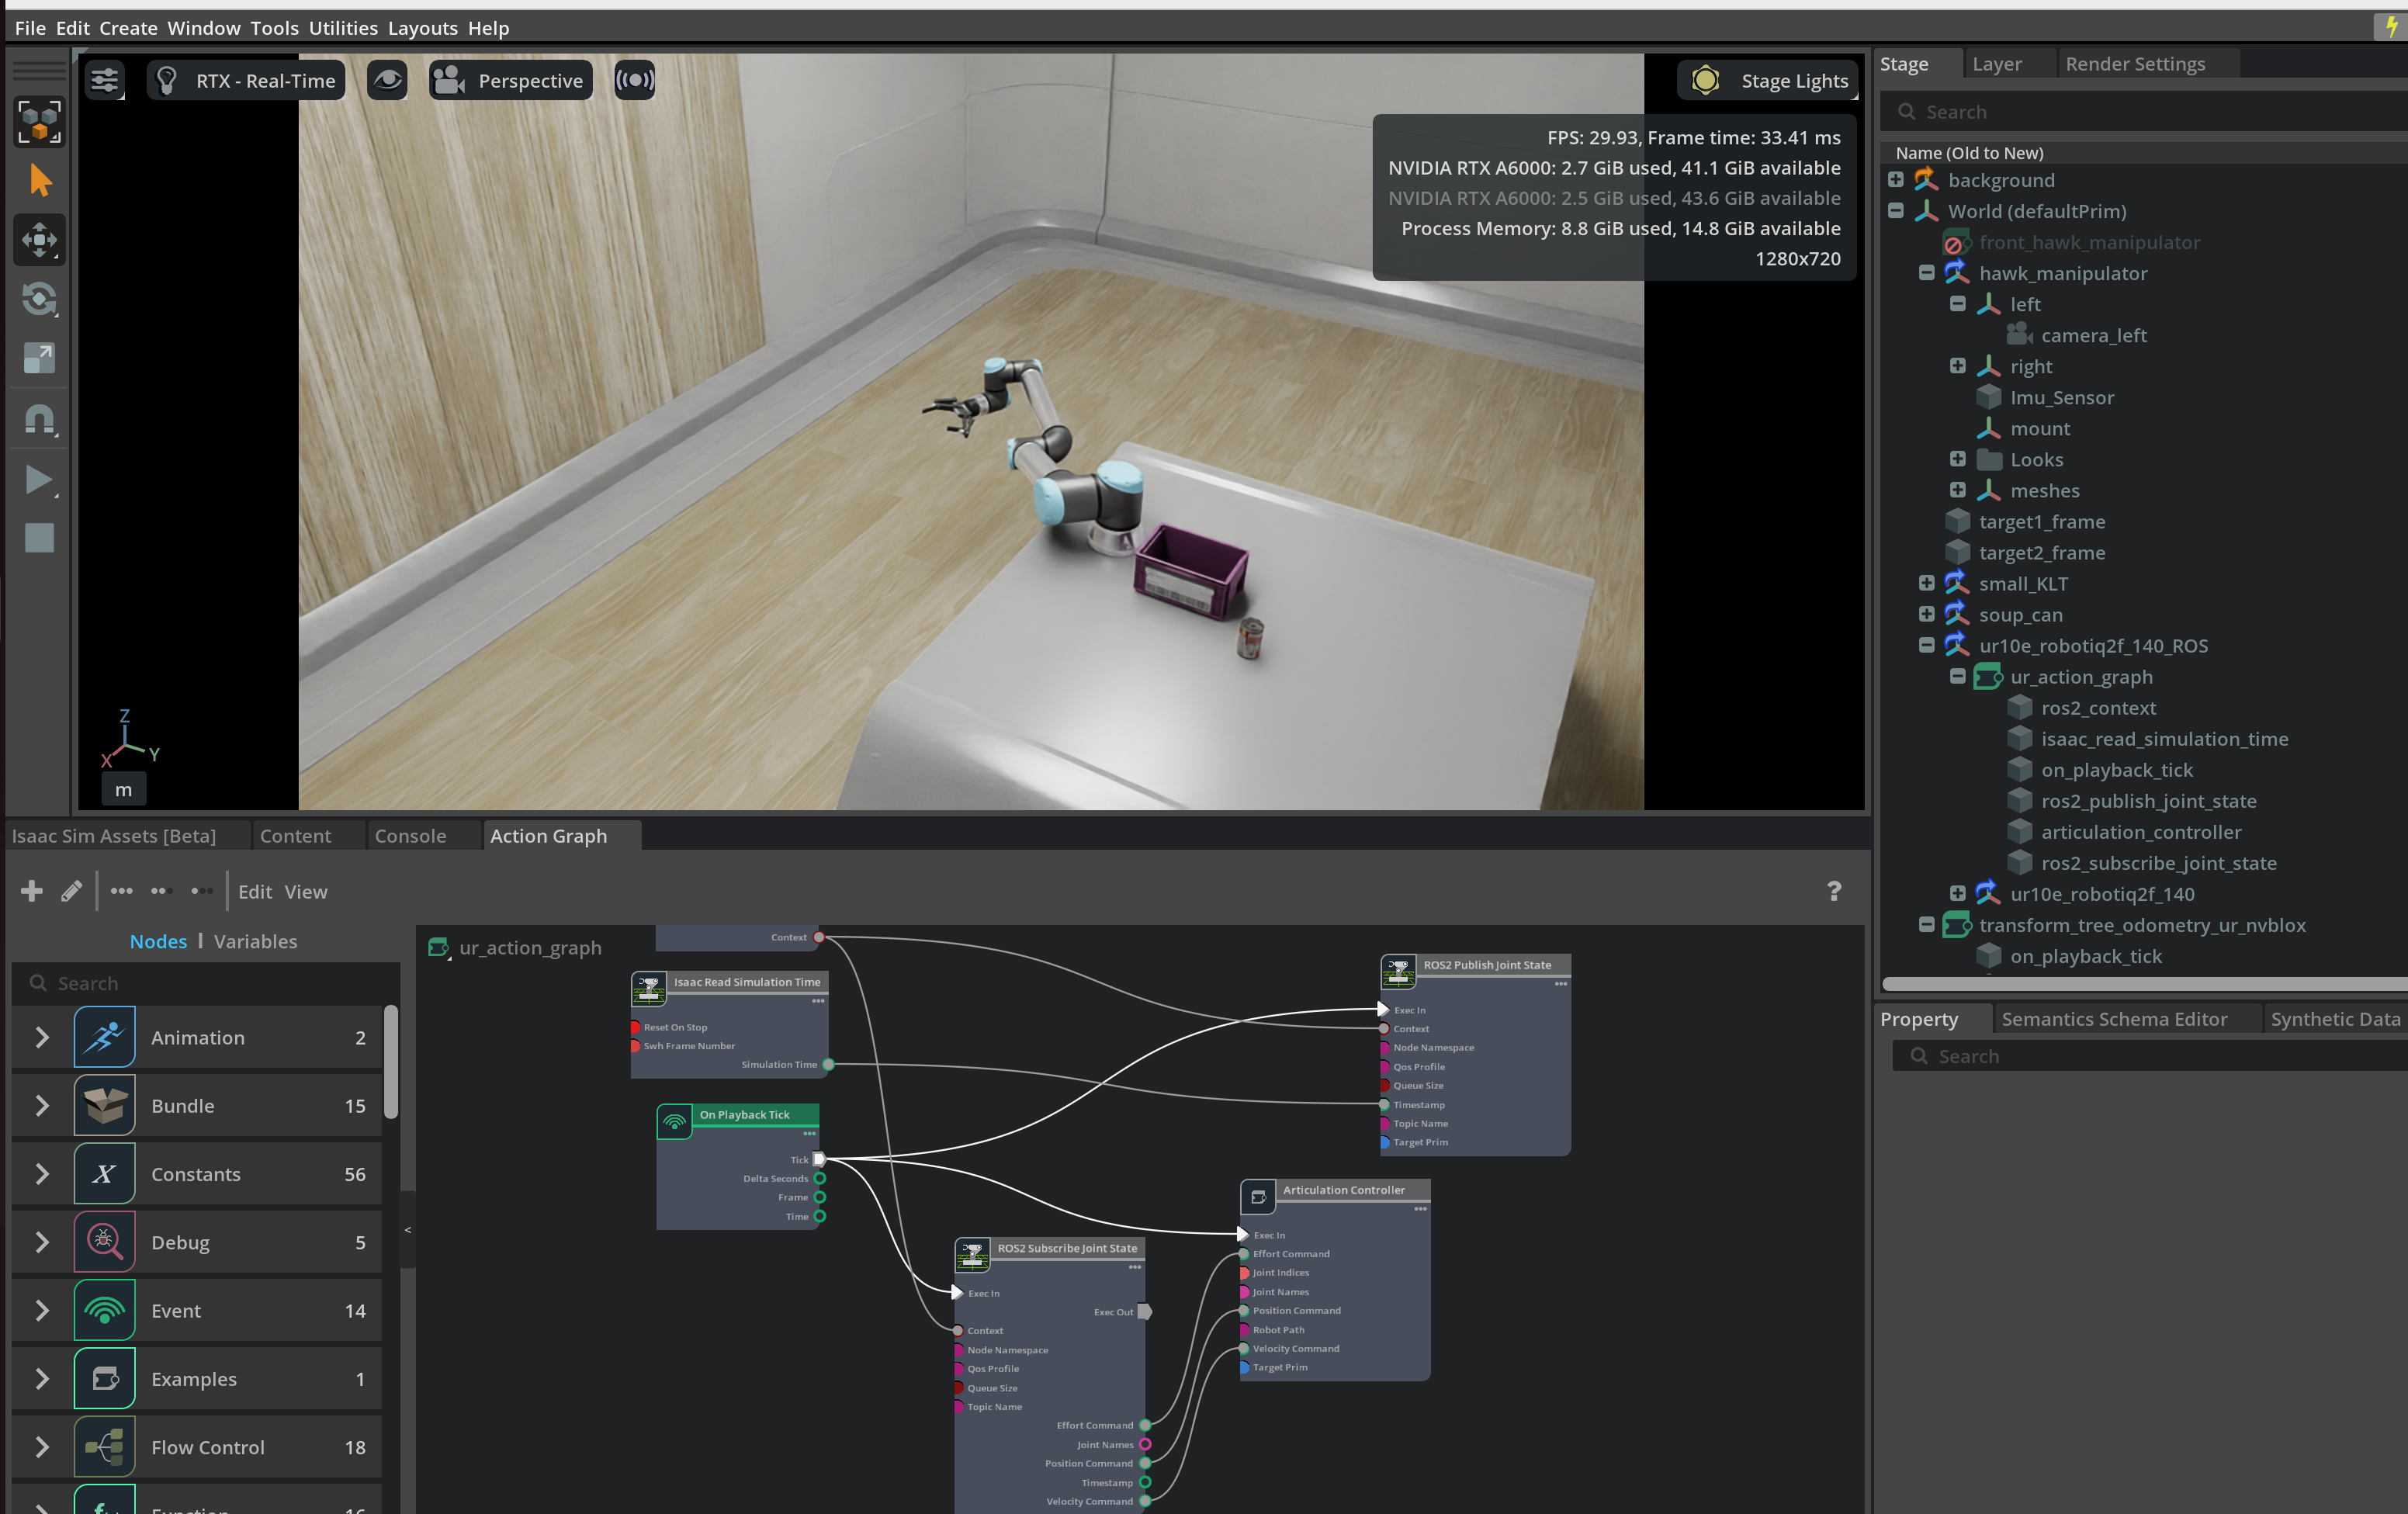 File Edit Create Window Tools Utilities Layouts Help
RTX - Real-Time
Perspective
Stage Lights
FPS: 29.93, Frame time: 33.41 ms
NVIDIA RTX A6000: 2.7 GiB used, 41.1 GiB available
NVIDIA RTX A6000: 2.5 GiB used, 43.6 GiB available
Process Memory: 8.8 GiB used, 14.8 GiB available
1280x720
Z
X
Y
m
Stage Layer Render Settings
Search
Name (Old to New)
background
World (defaultPrim)
front_hawk_manipulator
hawk_manipulator
left
camera_left
right
Imu_Sensor
mount
Looks
meshes
target1_frame
target2_frame
small_KLT
soup_can
ur10e_robotiq2f_140_ROS
ur_action_graph
ros2_context
isaac_read_simulation_time
on_playback_tick
ros2_publish_joint_state
articulation_controller
ros2_subscribe_joint_state
ur10e_robotiq2f_140
transform_tree_odometry_ur_nvblox
on_playback_tick
Isaac Sim Assets [Beta] Content Console Action Graph
Edit View
?
Nodes | Variables
Search
Animation 2
Bundle 15
Constants 56
Debug 5
Event 14
Examples 1
Flow Control 18
<
ur_action_graph
Context
Isaac Read Simulation Time
Reset On Stop
Swh Frame Number
Simulation Time
On Playback Tick
Tick
Delta Seconds
Frame
Time
ROS2 Subscribe Joint State
Exec In
Exec Out
Context
Node Namespace
Qos Profile
Queue Size
Topic Name
Effort Command
Joint Names
Position Command
Timestamp
Velocity Command
ROS2 Publish Joint State
Exec In
Context
Node Namespace
Qos Profile
Queue Size
Timestamp
Topic Name
Target Prim
Articulation Controller
Exec In
Effort Command
Joint Indices
Joint Names
Position Command
Robot Path
Velocity Command
Target Prim
Property Semantics Schema Editor Synthetic Data
Search